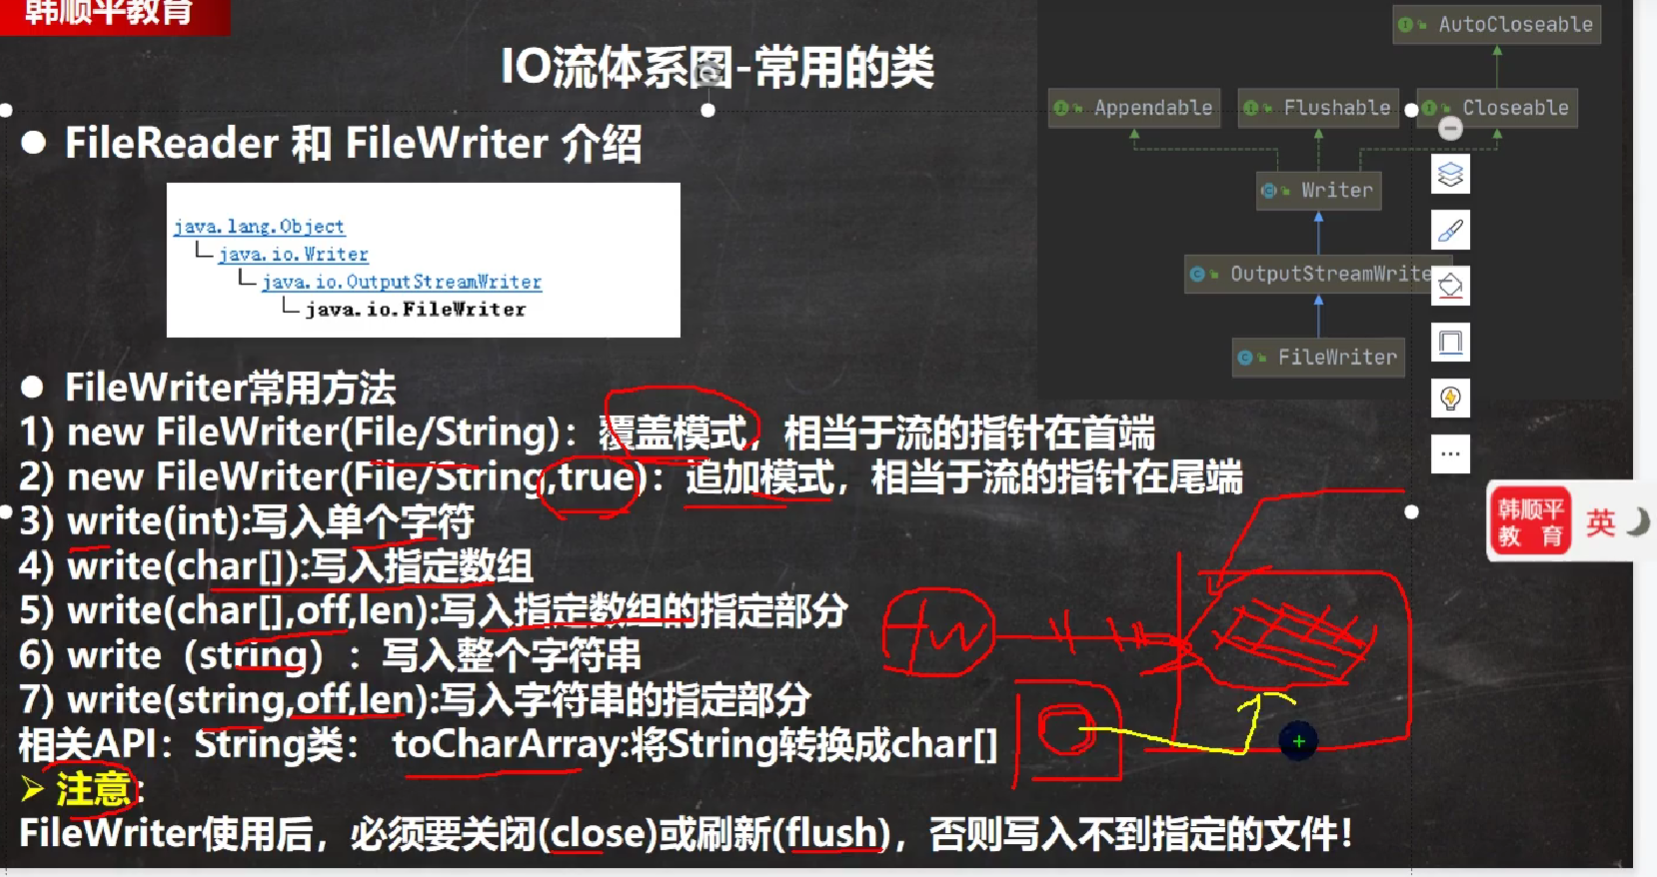 韩顺平教育
IO流体系图-常用的类
AutoCloseable
Appendable
Flushable
Closeable
Writer
OutputStreamWrite
FileWriter
● FileReader 和 FileWriter 介绍
java.lang.Object
java.io.Writer
java.io.OutputStreamWriter
java.io.FileWriter
● FileWriter常用方法
1) new FileWriter(File/String)：覆盖模式，相当于流的指针在首端
2) new FileWriter(File/String,true)：追加模式，相当于流的指针在尾端
3) write(int):写入单个字符
4) write(char[]):写入指定数组
5) write(char[],off,len):写入指定数组的指定部分
6) write（string）：写入整个字符串
7) write(string,off,len):写入字符串的指定部分
相关API：String类： toCharArray:将String转换成char[]
➢ 注意:
FileWriter使用后，必须要关闭(close)或刷新(flush)，否则写入不到指定的文件！
fw
韩顺平
教 育
英